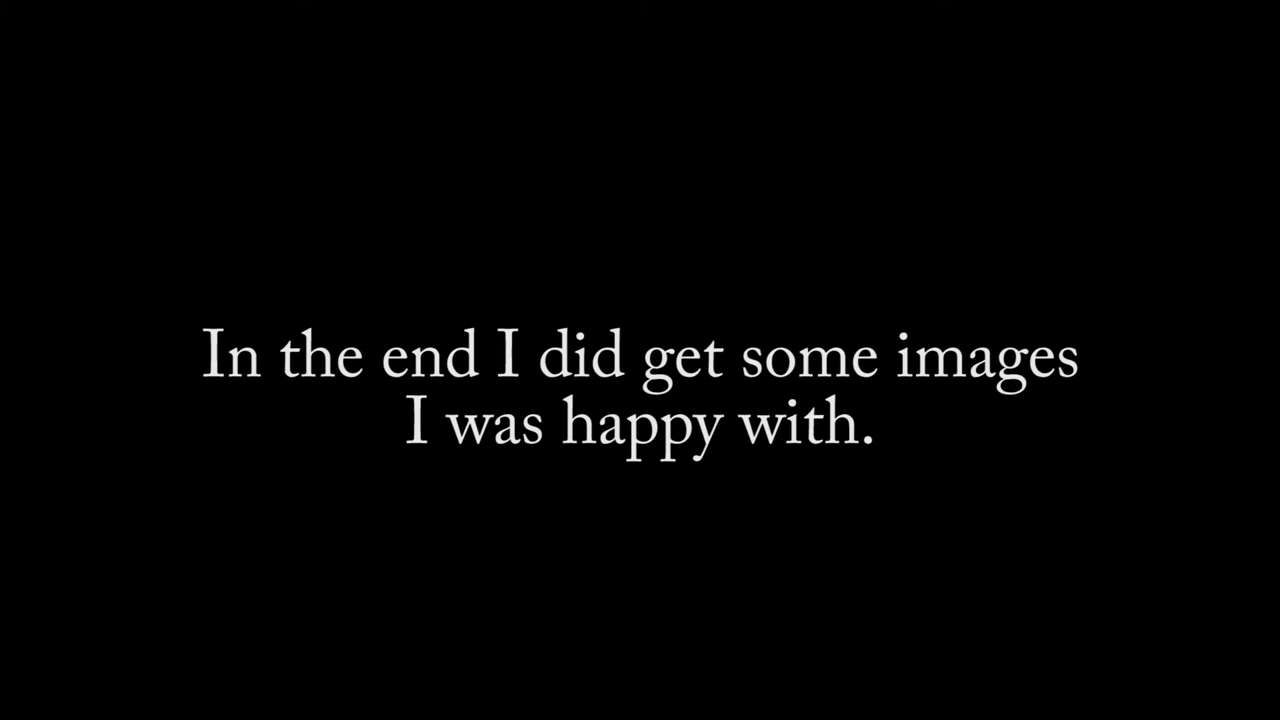 In the end I did get some images
I was happy with.